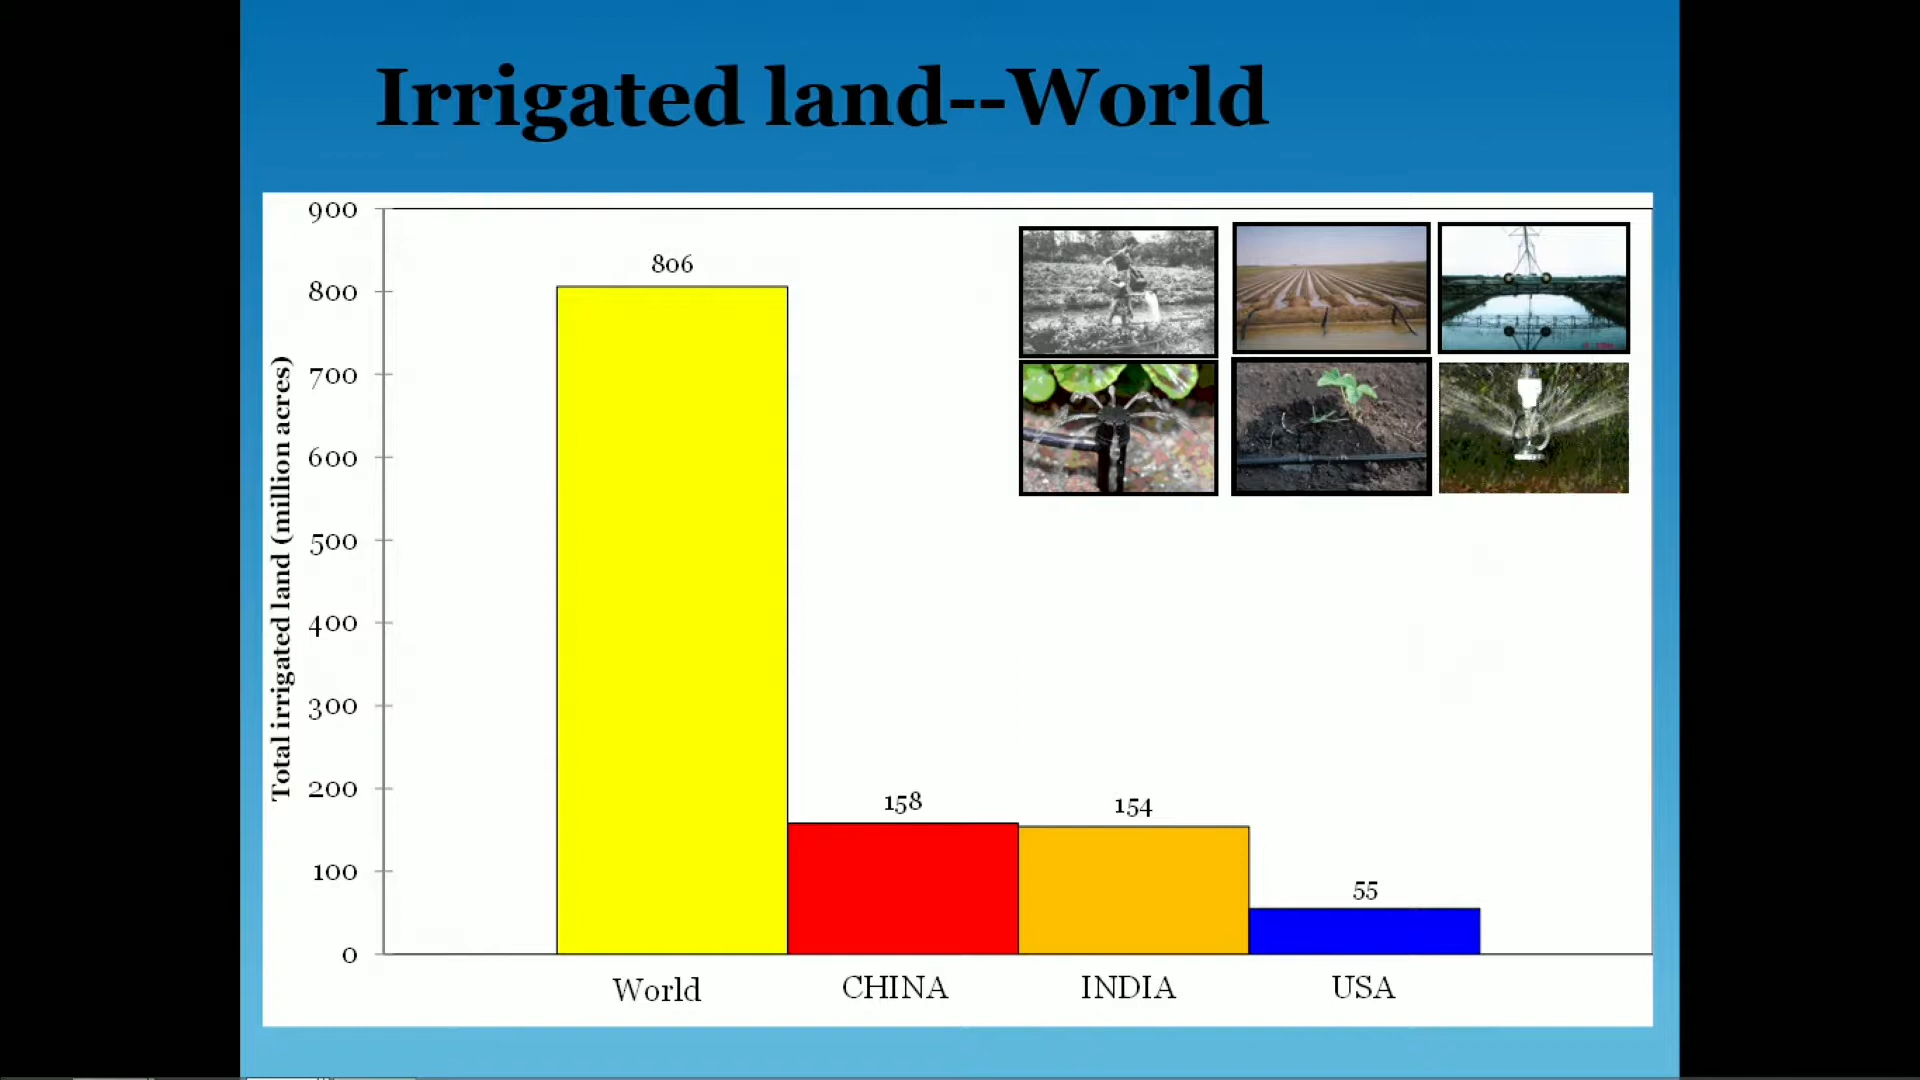 Irrigated land--World
Total irrigated land (million acres)
900
800
700
600
500
400
300
200
100
0
806
158
154
55
World
CHINA
INDIA
USA